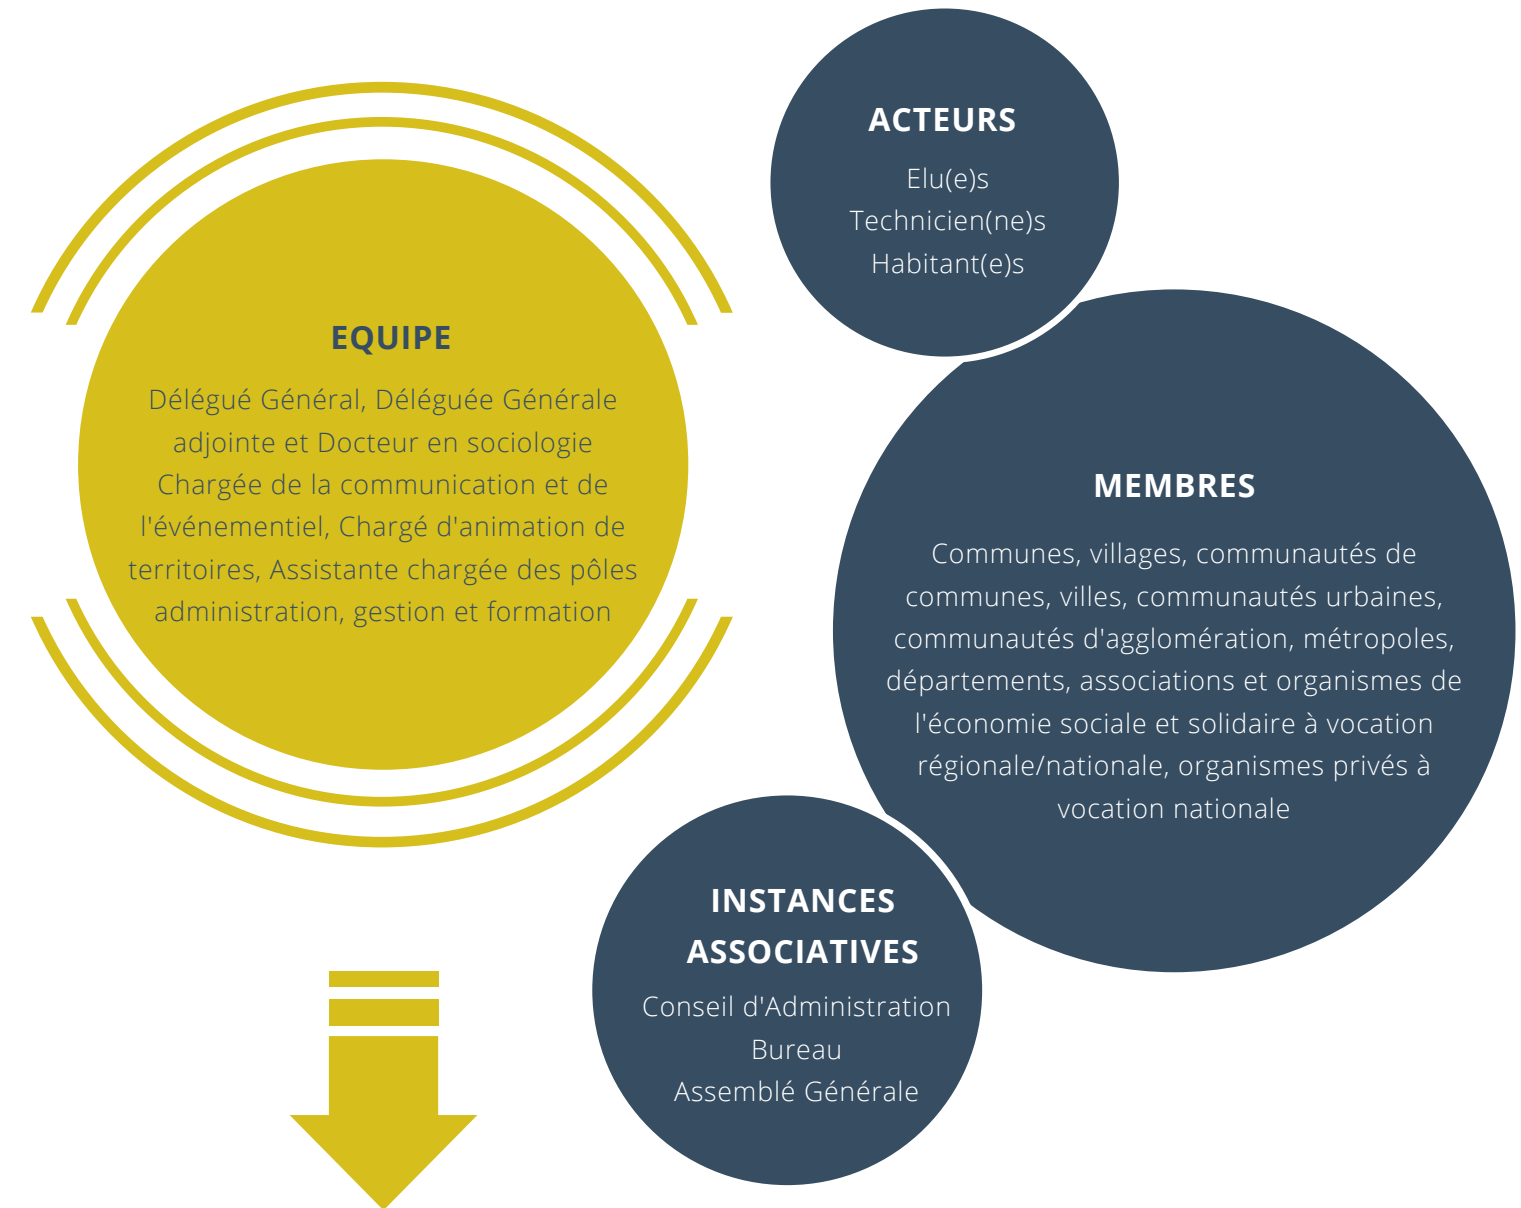 EQUIPE
Délégué Général, Déléguée Générale
adjointe et Docteur en sociologie
Chargée de la communication et de
l'événementiel, Chargé d'animation de
territoires, Assistante chargée des pôles
administration, gestion et formation
ACTEURS
Elu(e)s
Technicien(ne)s
Habitant(e)s
MEMBRES
Communes, villages, communautés de
communes, villes, communautés urbaines,
communautés d'agglomération, métropoles,
départements, associations et organismes de
l'économie sociale et solidaire à vocation
régionale/nationale, organismes privés à
vocation nationale
INSTANCES
ASSOCIATIVES
Conseil d'Administration
Bureau
Assemblé Générale